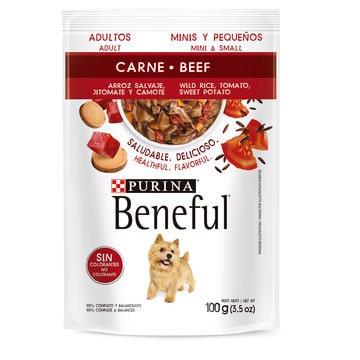 ADULTOS
ADULT
MINIS Y PEQUEÑOS
MINI & SMALL
CARNE • BEEF
ARROZ SALVAJE,
JITOMATE Y CAMOTE
WILD RICE, TOMATO,
SWEET POTATO
SALUDABLE. DELICIOSO.
HEALTHFUL. FLAVORFUL.
PURINA
Beneful
SIN
COLORANTES
NO
COLORANTS
100% COMPLETO Y BALANCEADO
100% COMPLETE & BALANCED
PESO NETO / NET WT
100g (3.5 oz)